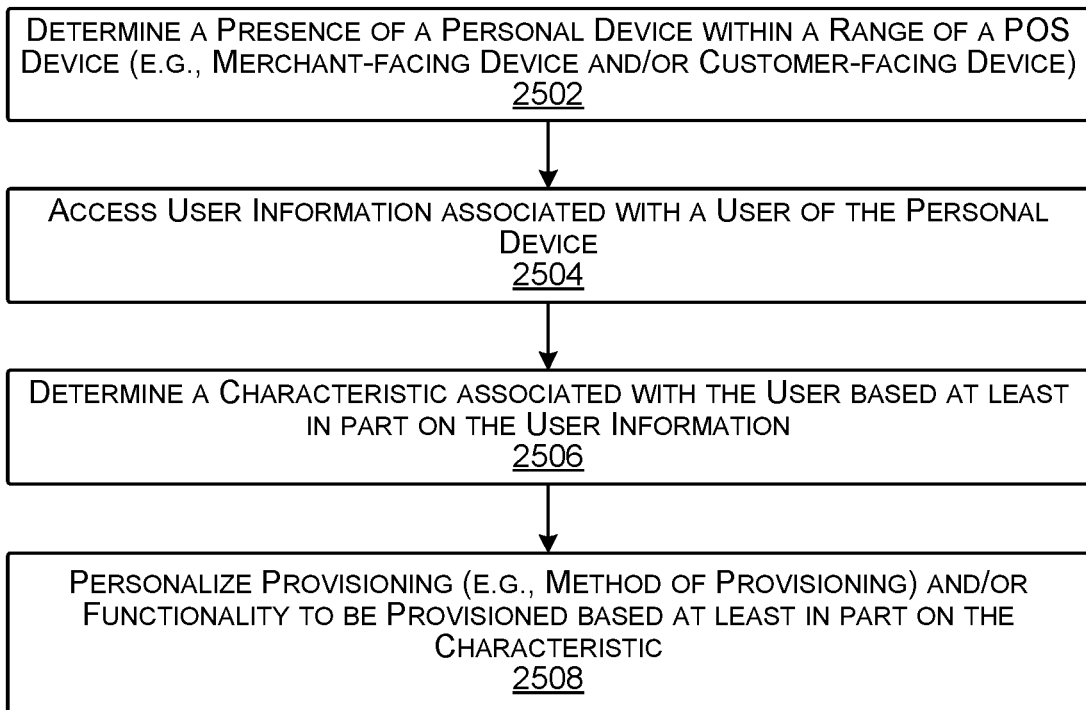 DETERMINE A PRESENCE OF A PERSONAL DEVICE WITHIN A RANGE OF A POS
DEVICE (E.G., MERCHANT-FACING DEVICE AND/OR CUSTOMER-FACING DEVICE)
2502
ACCESS USER INFORMATION ASSOCIATED WITH A USER OF THE PERSONAL
DEVICE
2504
DETERMINE A CHARACTERISTIC ASSOCIATED WITH THE USER BASED AT LEAST
IN PART ON THE USER INFORMATION
2506
PERSONALIZE PROVISIONING (E.G., METHOD OF PROVISIONING) AND/OR
FUNCTIONALITY TO BE PROVISIONED BASED AT LEAST IN PART ON THE
CHARACTERISTIC
2508